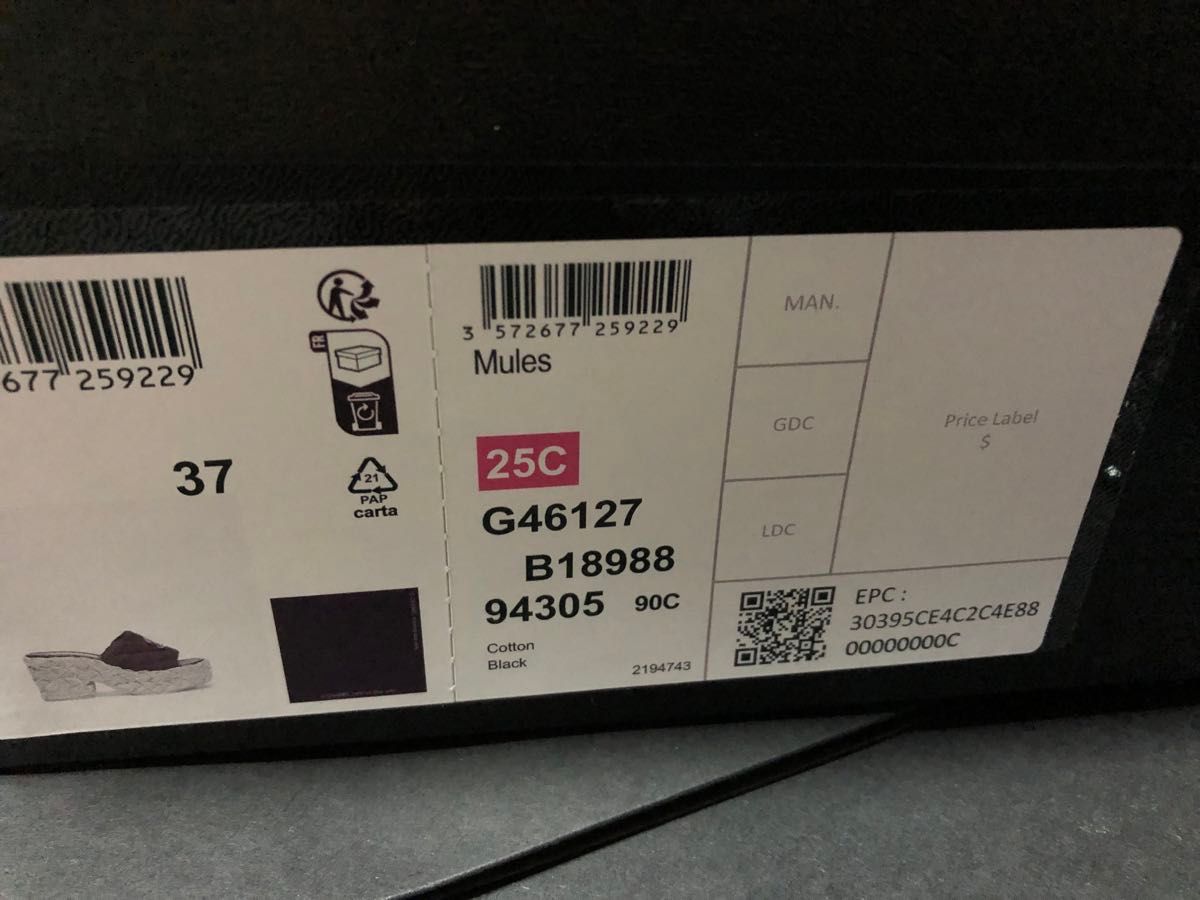 677 259229
37
FR
21
PAP
carta
3 572677 259229
Mules
25C
G46127
B18988
94305 90C
Cotton
Black
2194743
MAN.
GDC
LDC
Price Label
$
EPC :
30395CE4C2C4E88
00000000C